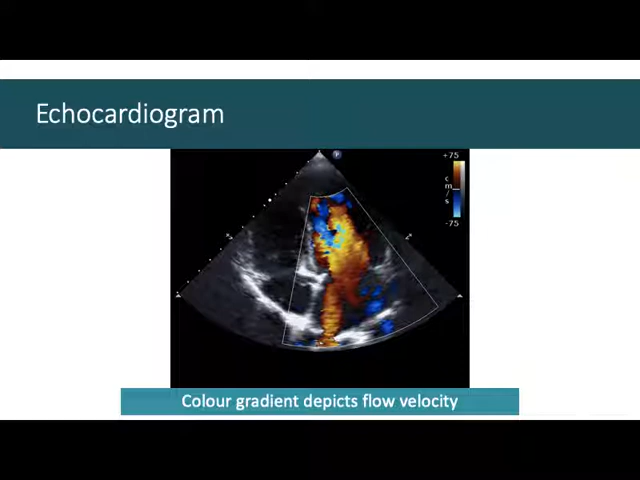 Echocardiogram
P
+75
cm/s
-75
Colour gradient depicts flow velocity